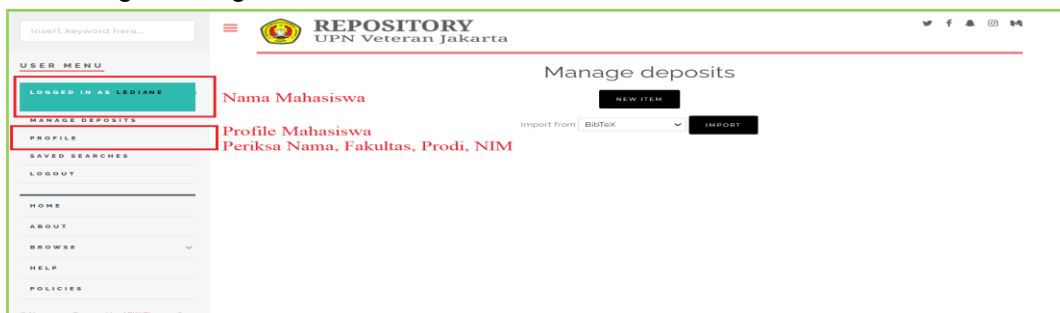 Insert keyword here...
USER MENU
LOGGED IN AS LEDIANE
MANAGE DEPOSITS
PROFILE
SAVED SEARCHES
LOGOUT
HOME
ABOUT
BROWSE
HELP
POLICIES
REPOSITORY
UPN Veteran Jakarta
Manage deposits
NEW ITEM
Import from BibTeX IMPORT
Nama Mahasiswa
Profile Mahasiswa
Periksa Nama, Fakultas, Prodi, NIM